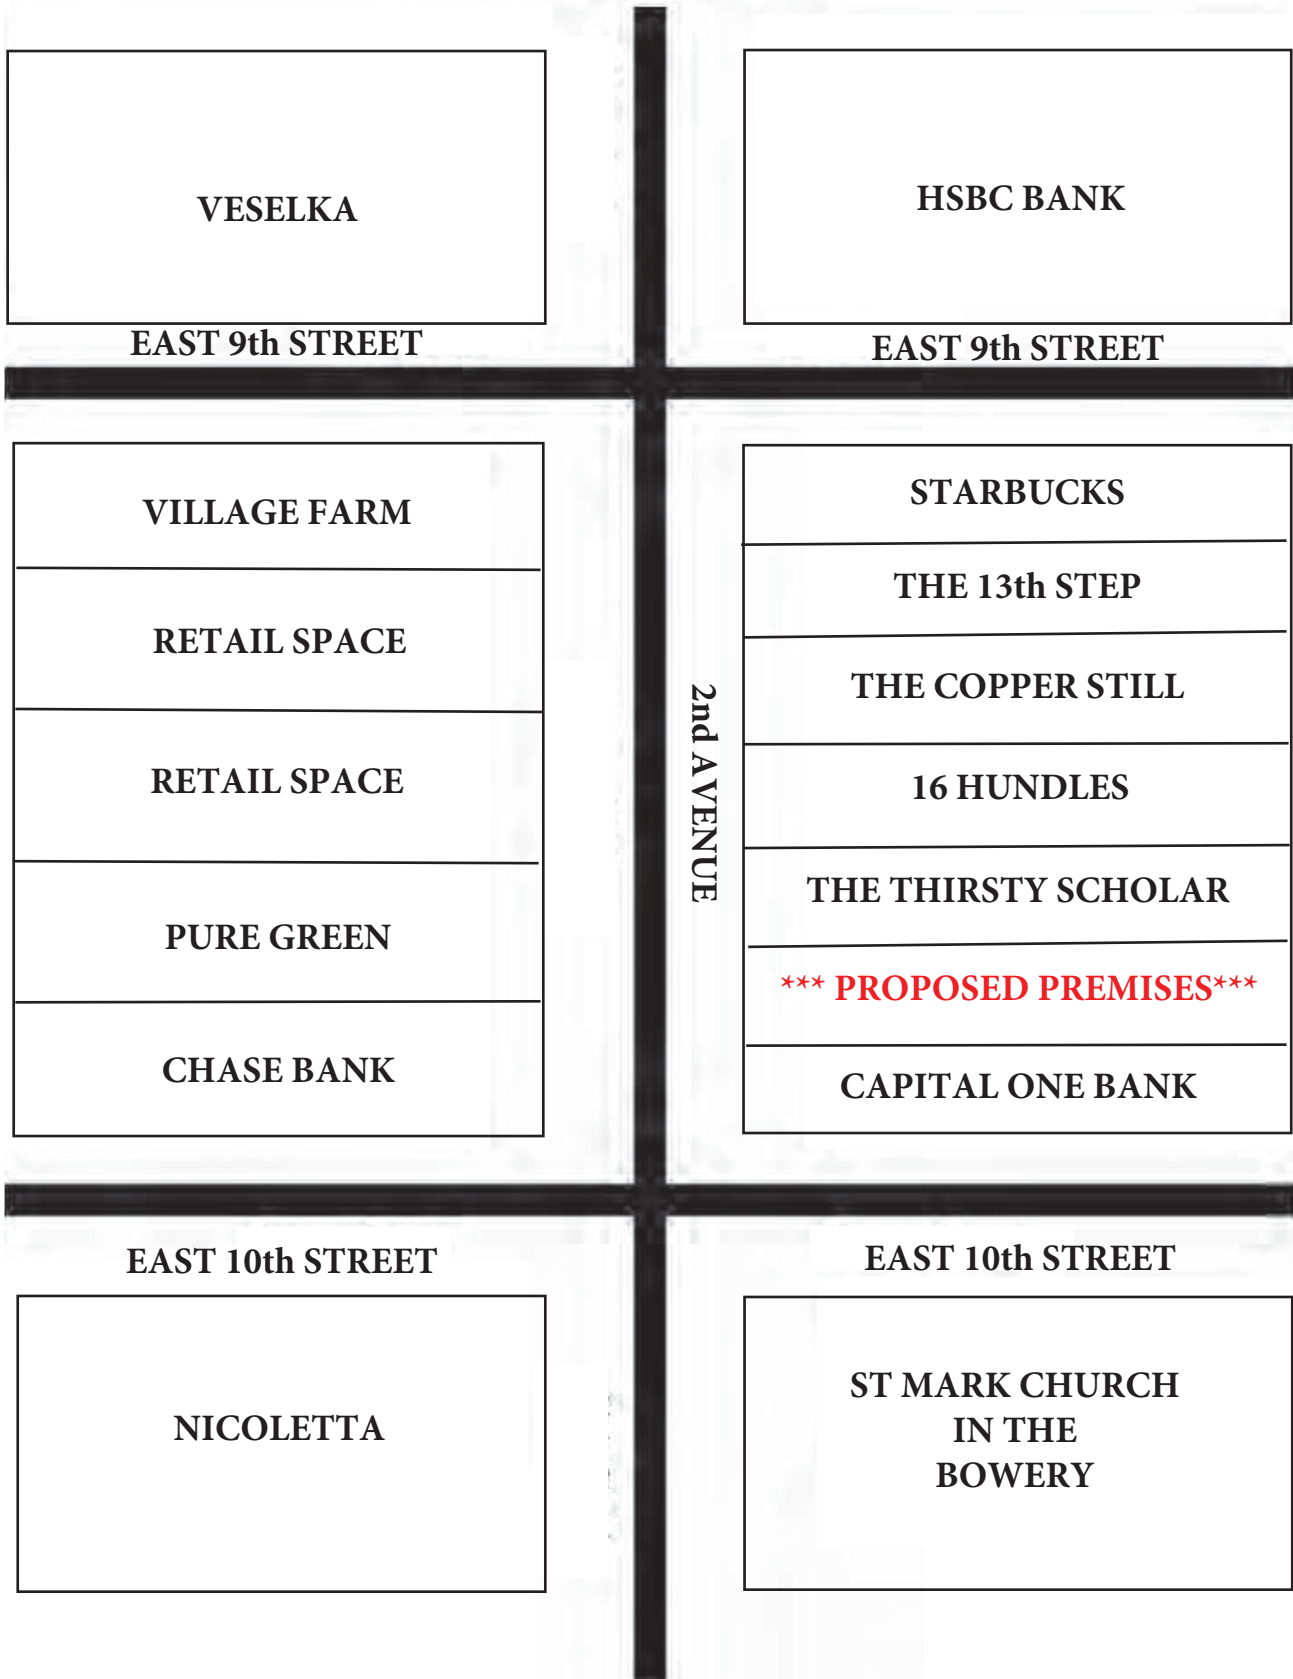 VESELKA
HSBC BANK
EAST 9th STREET
EAST 9th STREET
VILLAGE FARM
RETAIL SPACE
RETAIL SPACE
PURE GREEN
CHASE BANK
2nd AVENUE
STARBUCKS
THE 13th STEP
THE COPPER STILL
16 HUNDLES
THE THIRSTY SCHOLAR
*** PROPOSED PREMISES***
CAPITAL ONE BANK
EAST 10th STREET
EAST 10th STREET
NICOLETTA
ST MARK CHURCH
IN THE
BOWERY